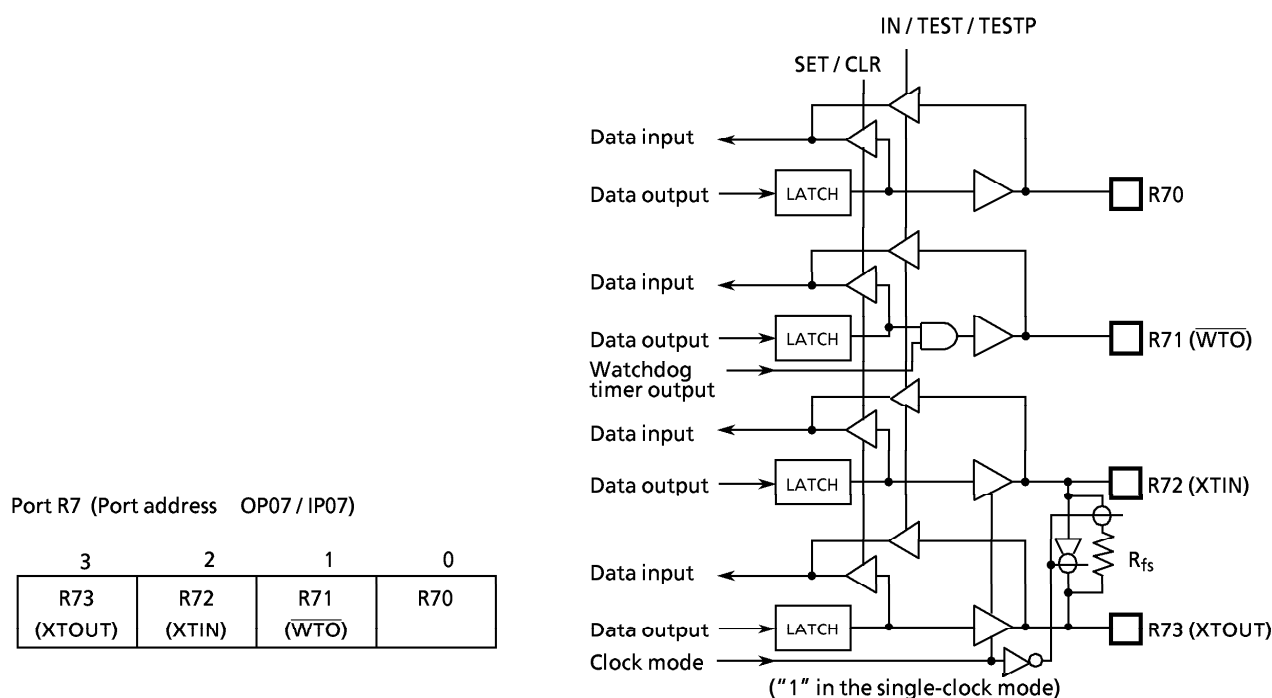 IN / TEST / TESTP
SET / CLR
Data input
Data output
LATCH
R70
Data input
Data output
LATCH
R71 (W̅T̅O̅)
Watchdog
timer output
Data input
Data output
LATCH
R72 (XTIN)
Data input
Rfs
Data output
LATCH
R73 (XTOUT)
Clock mode
("1" in the single-clock mode)
Port R7 (Port address OP07 / IP07)
3 2 1 0
R73 R72 R71 R70
(XTOUT) (XTIN) (W̅T̅O̅)